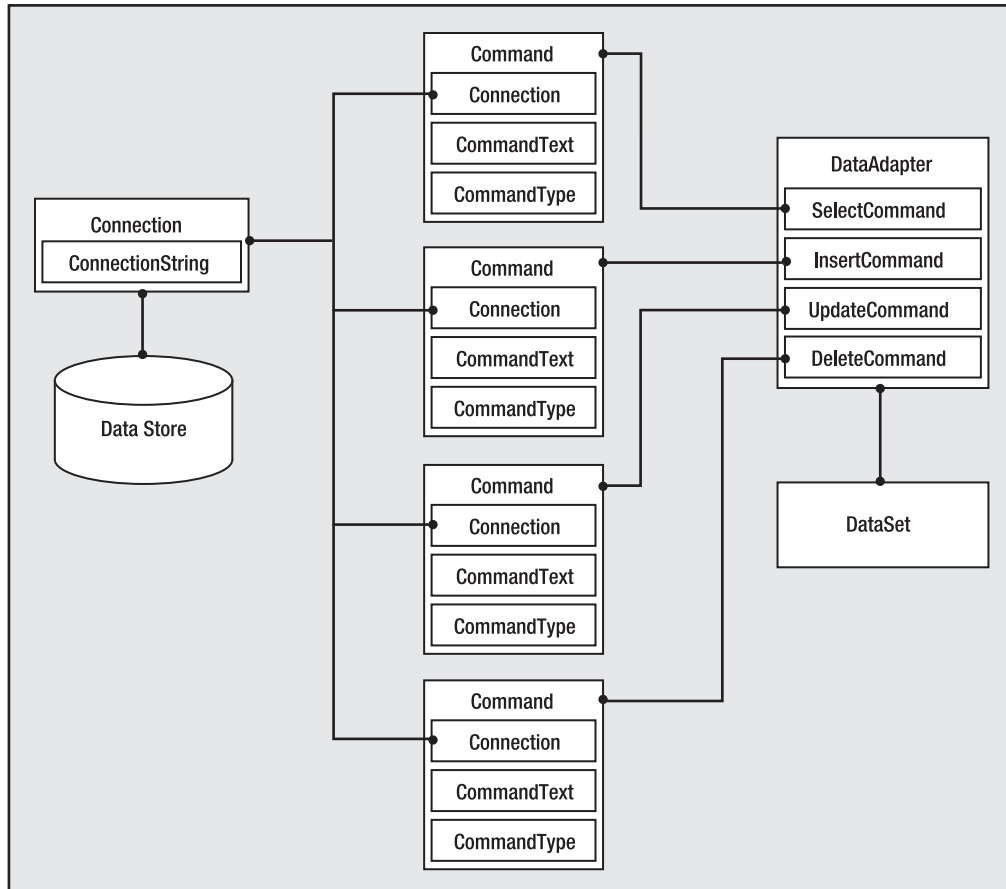 Connection
ConnectionString
Data Store
Command
Connection
CommandText
CommandType
Command
Connection
CommandText
CommandType
Command
Connection
CommandText
CommandType
Command
Connection
CommandText
CommandType
DataAdapter
SelectCommand
InsertCommand
UpdateCommand
DeleteCommand
DataSet